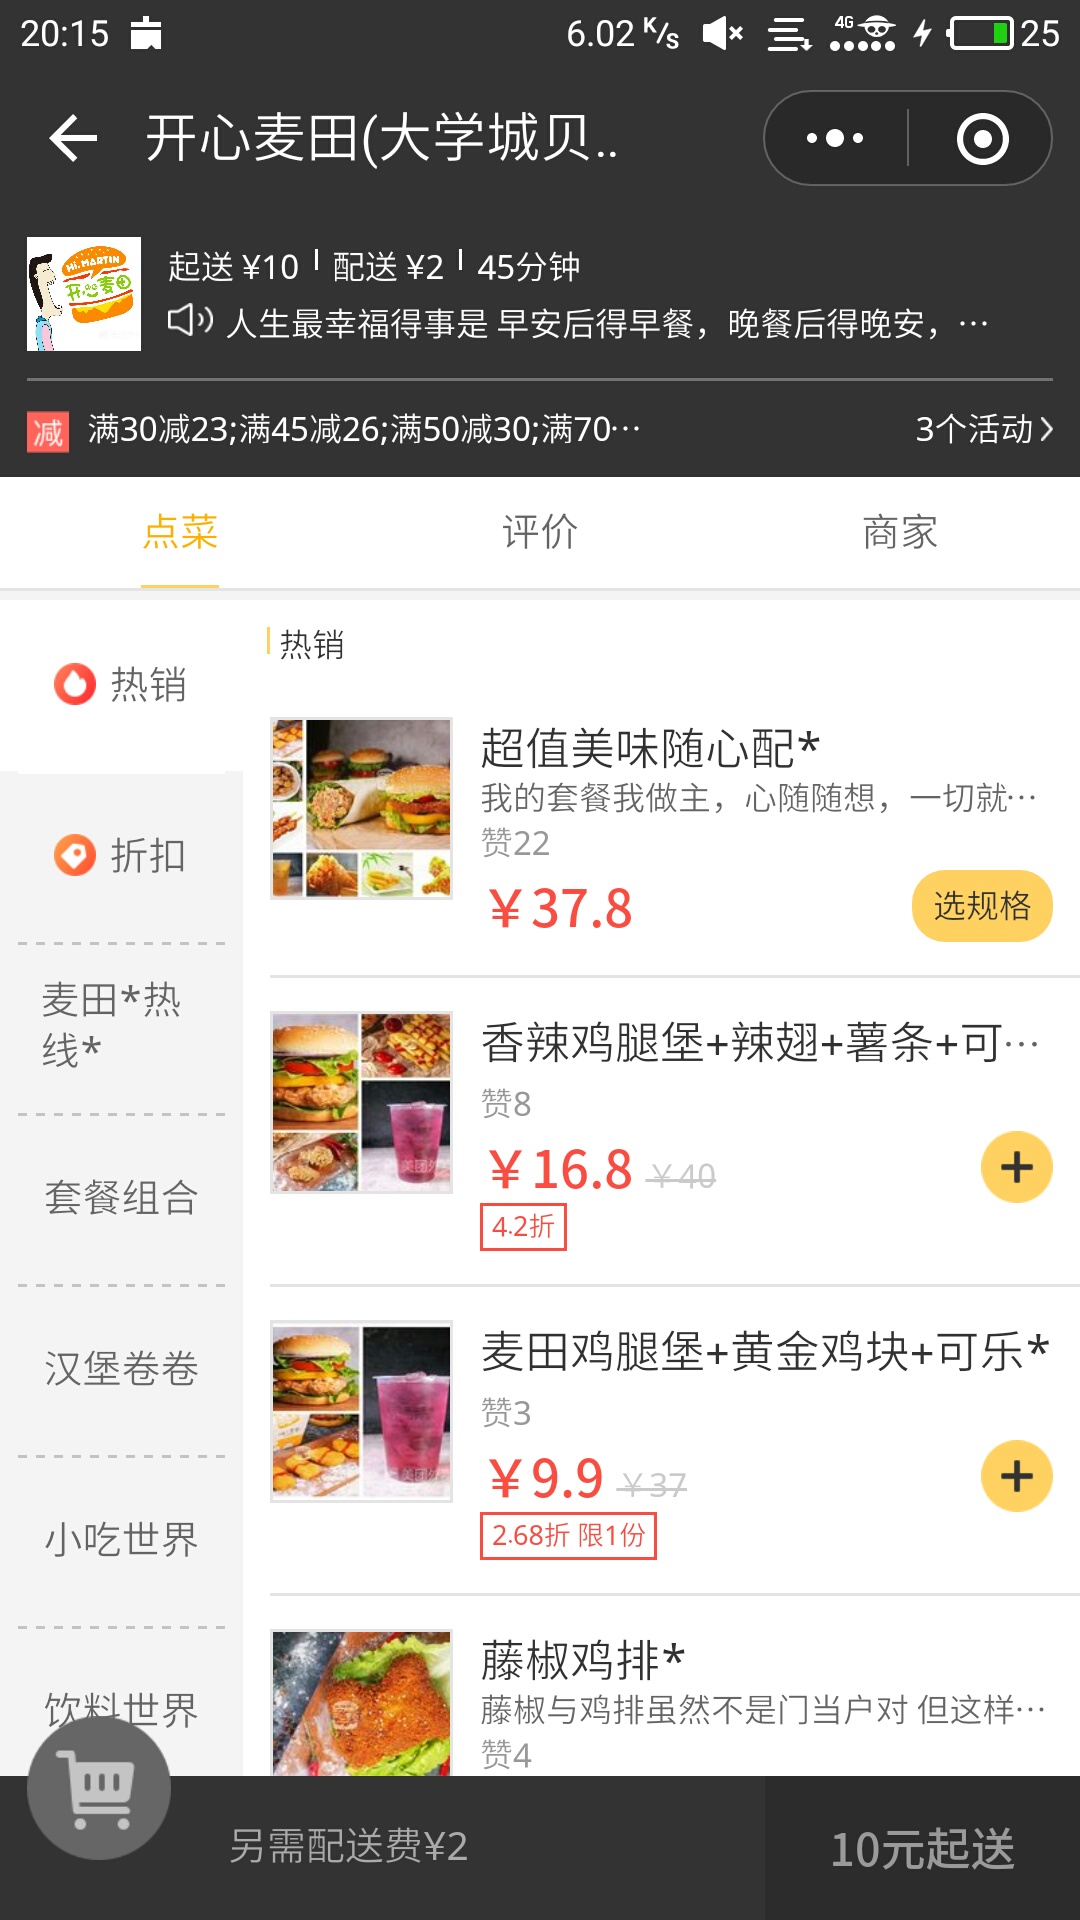 20:15
6.02 K/s
4G
25
开心麦田(大学城贝..
Hi.MARTIN
开心麦田
起送 ¥10
配送 ¥2
45分钟
人生最幸福得事是 早安后得早餐，晚餐后得晚安，…
减
满30减23;满45减26;满50减30;满70…
3个活动
点菜
评价
商家
热销
折扣
麦田*热
线*
套餐组合
汉堡卷卷
小吃世界
饮料世界
热销
超值美味随心配*
我的套餐我做主，心随随想，一切就…
赞22
¥37.8
选规格
香辣鸡腿堡+辣翅+薯条+可…
赞8
¥16.8
¥40
4.2折
麦田鸡腿堡+黄金鸡块+可乐*
赞3
¥9.9
¥37
2.68折 限1份
藤椒鸡排*
藤椒与鸡排虽然不是门当户对 但这样…
赞4
另需配送费¥2
10元起送